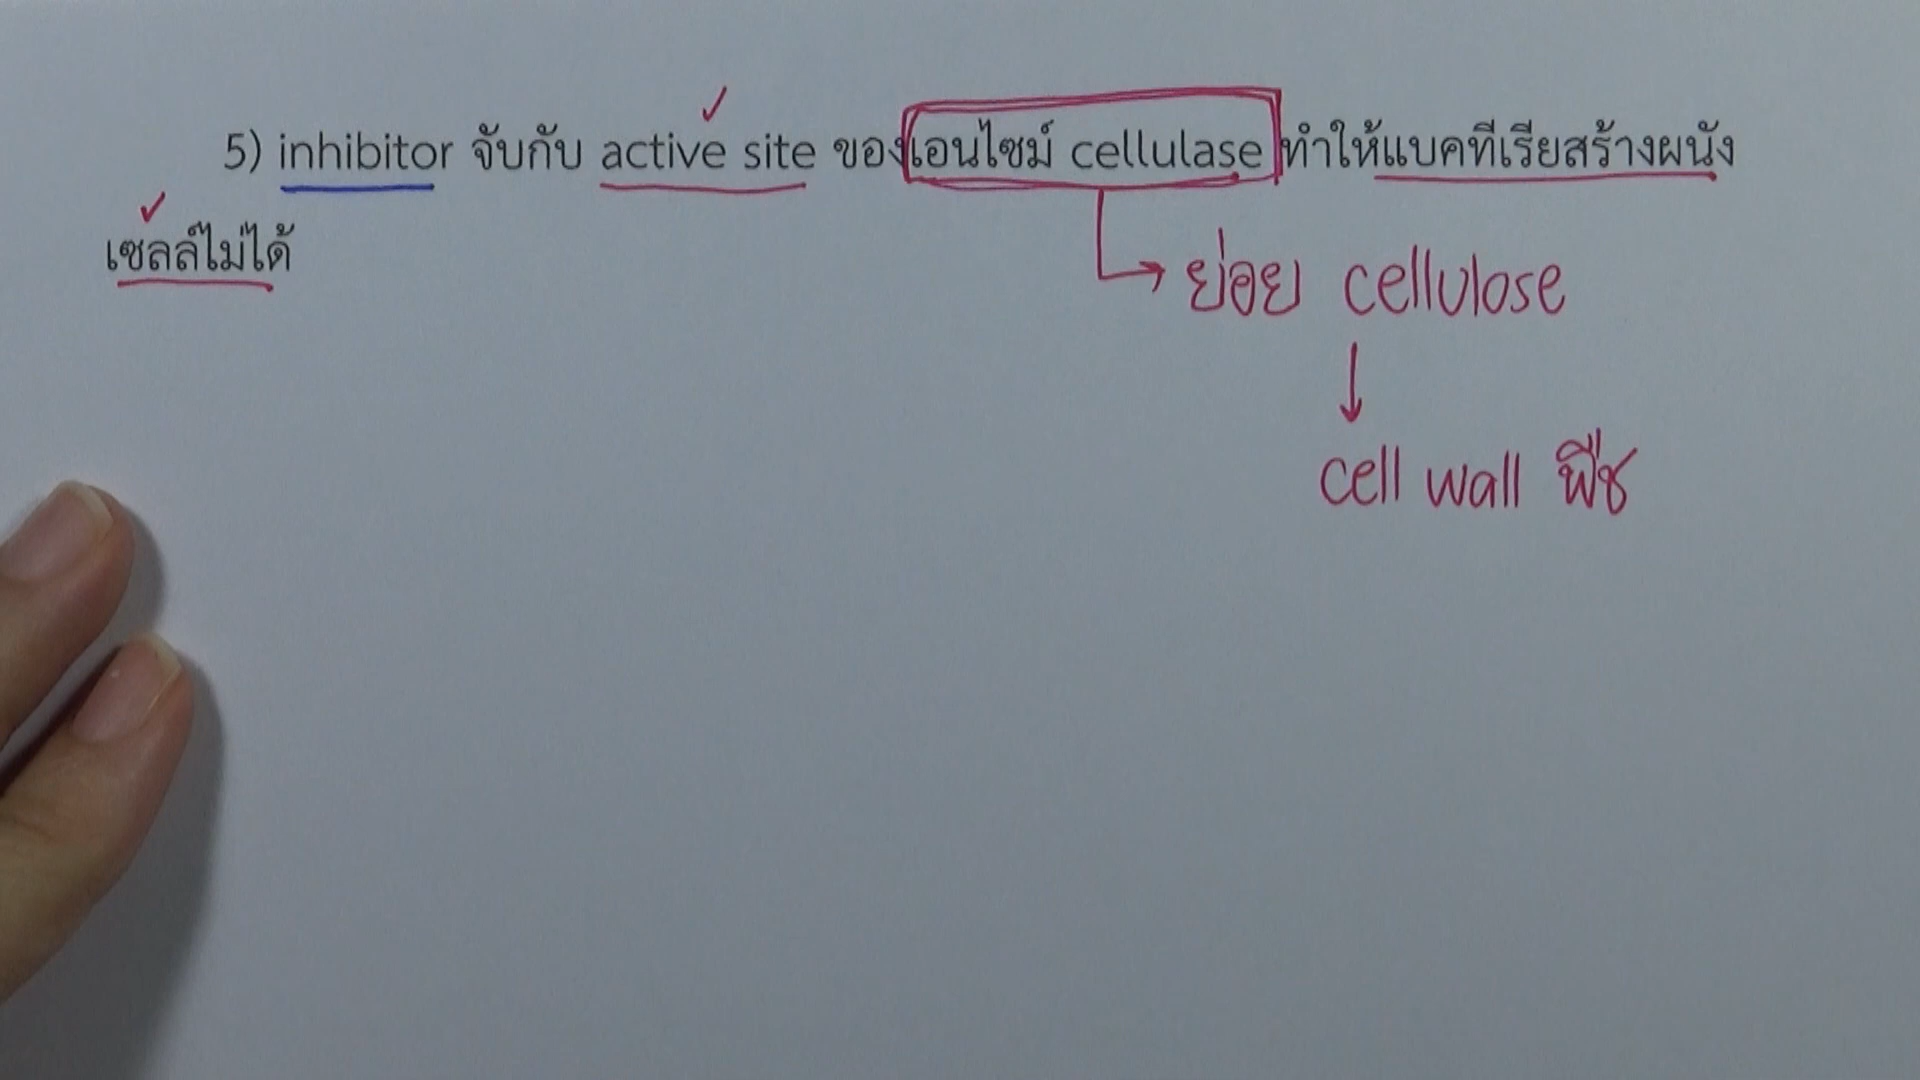 5) inhibitor จับกับ active site ของเอนไซม์ cellulase ทำให้แบคทีเรียสร้างผนัง
เซลล์ไม่ได้
ย่อย cellulose
cell wall พืช